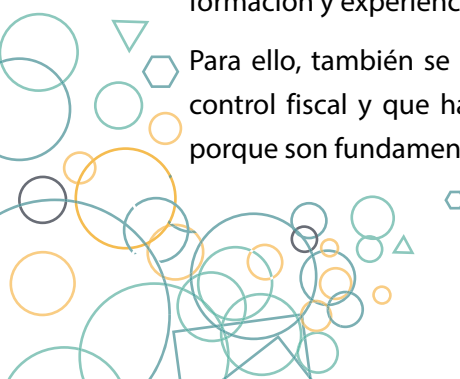 formación y experienc
Para ello, también se
control fiscal y que ha
porque son fundamen